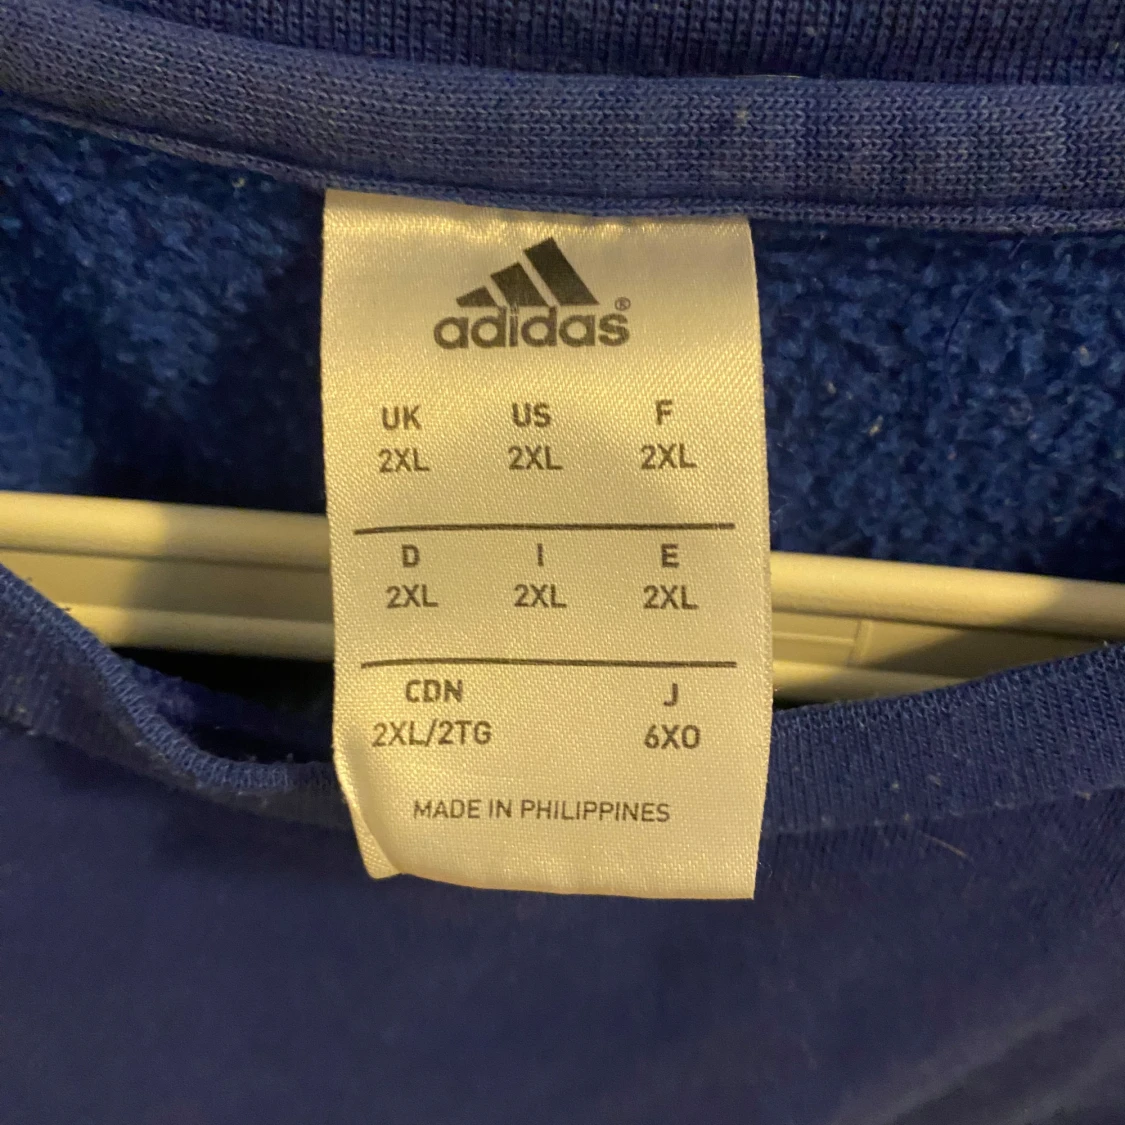 adidas®
UK US F
2XL 2XL 2XL
D I E
2XL 2XL 2XL
CDN J
2XL/2TG 6XO
MADE IN PHILIPPINES